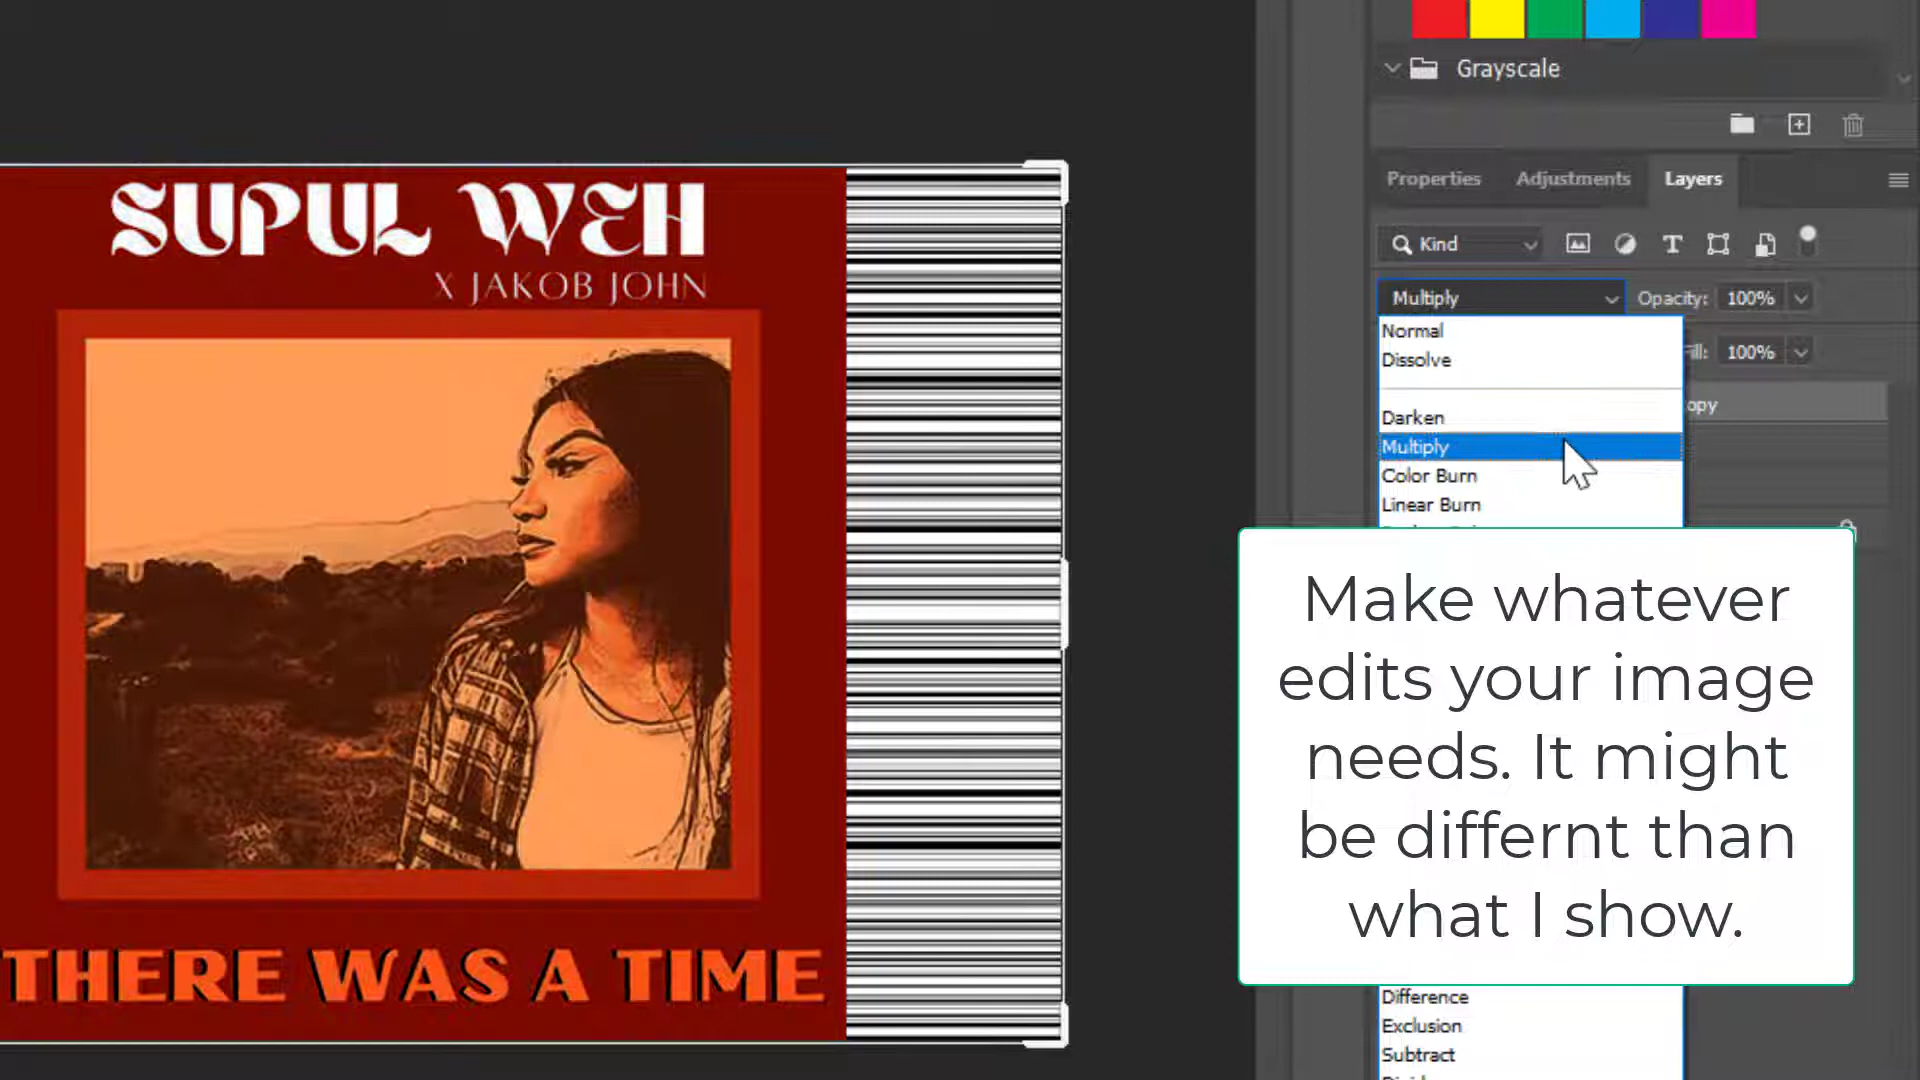 Grayscale
Properties Adjustments Layers
Kind
Multiply Opacity: 100%
Normal
Dissolve
100%
Darken
Multiply
Color Burn
Linear Burn
Difference
Exclusion
Subtract
SUPUL WEH
X JAKOB JOHN
THERE WAS A TIME
Make whatever
edits your image
needs. It might
be differnt than
what I show.